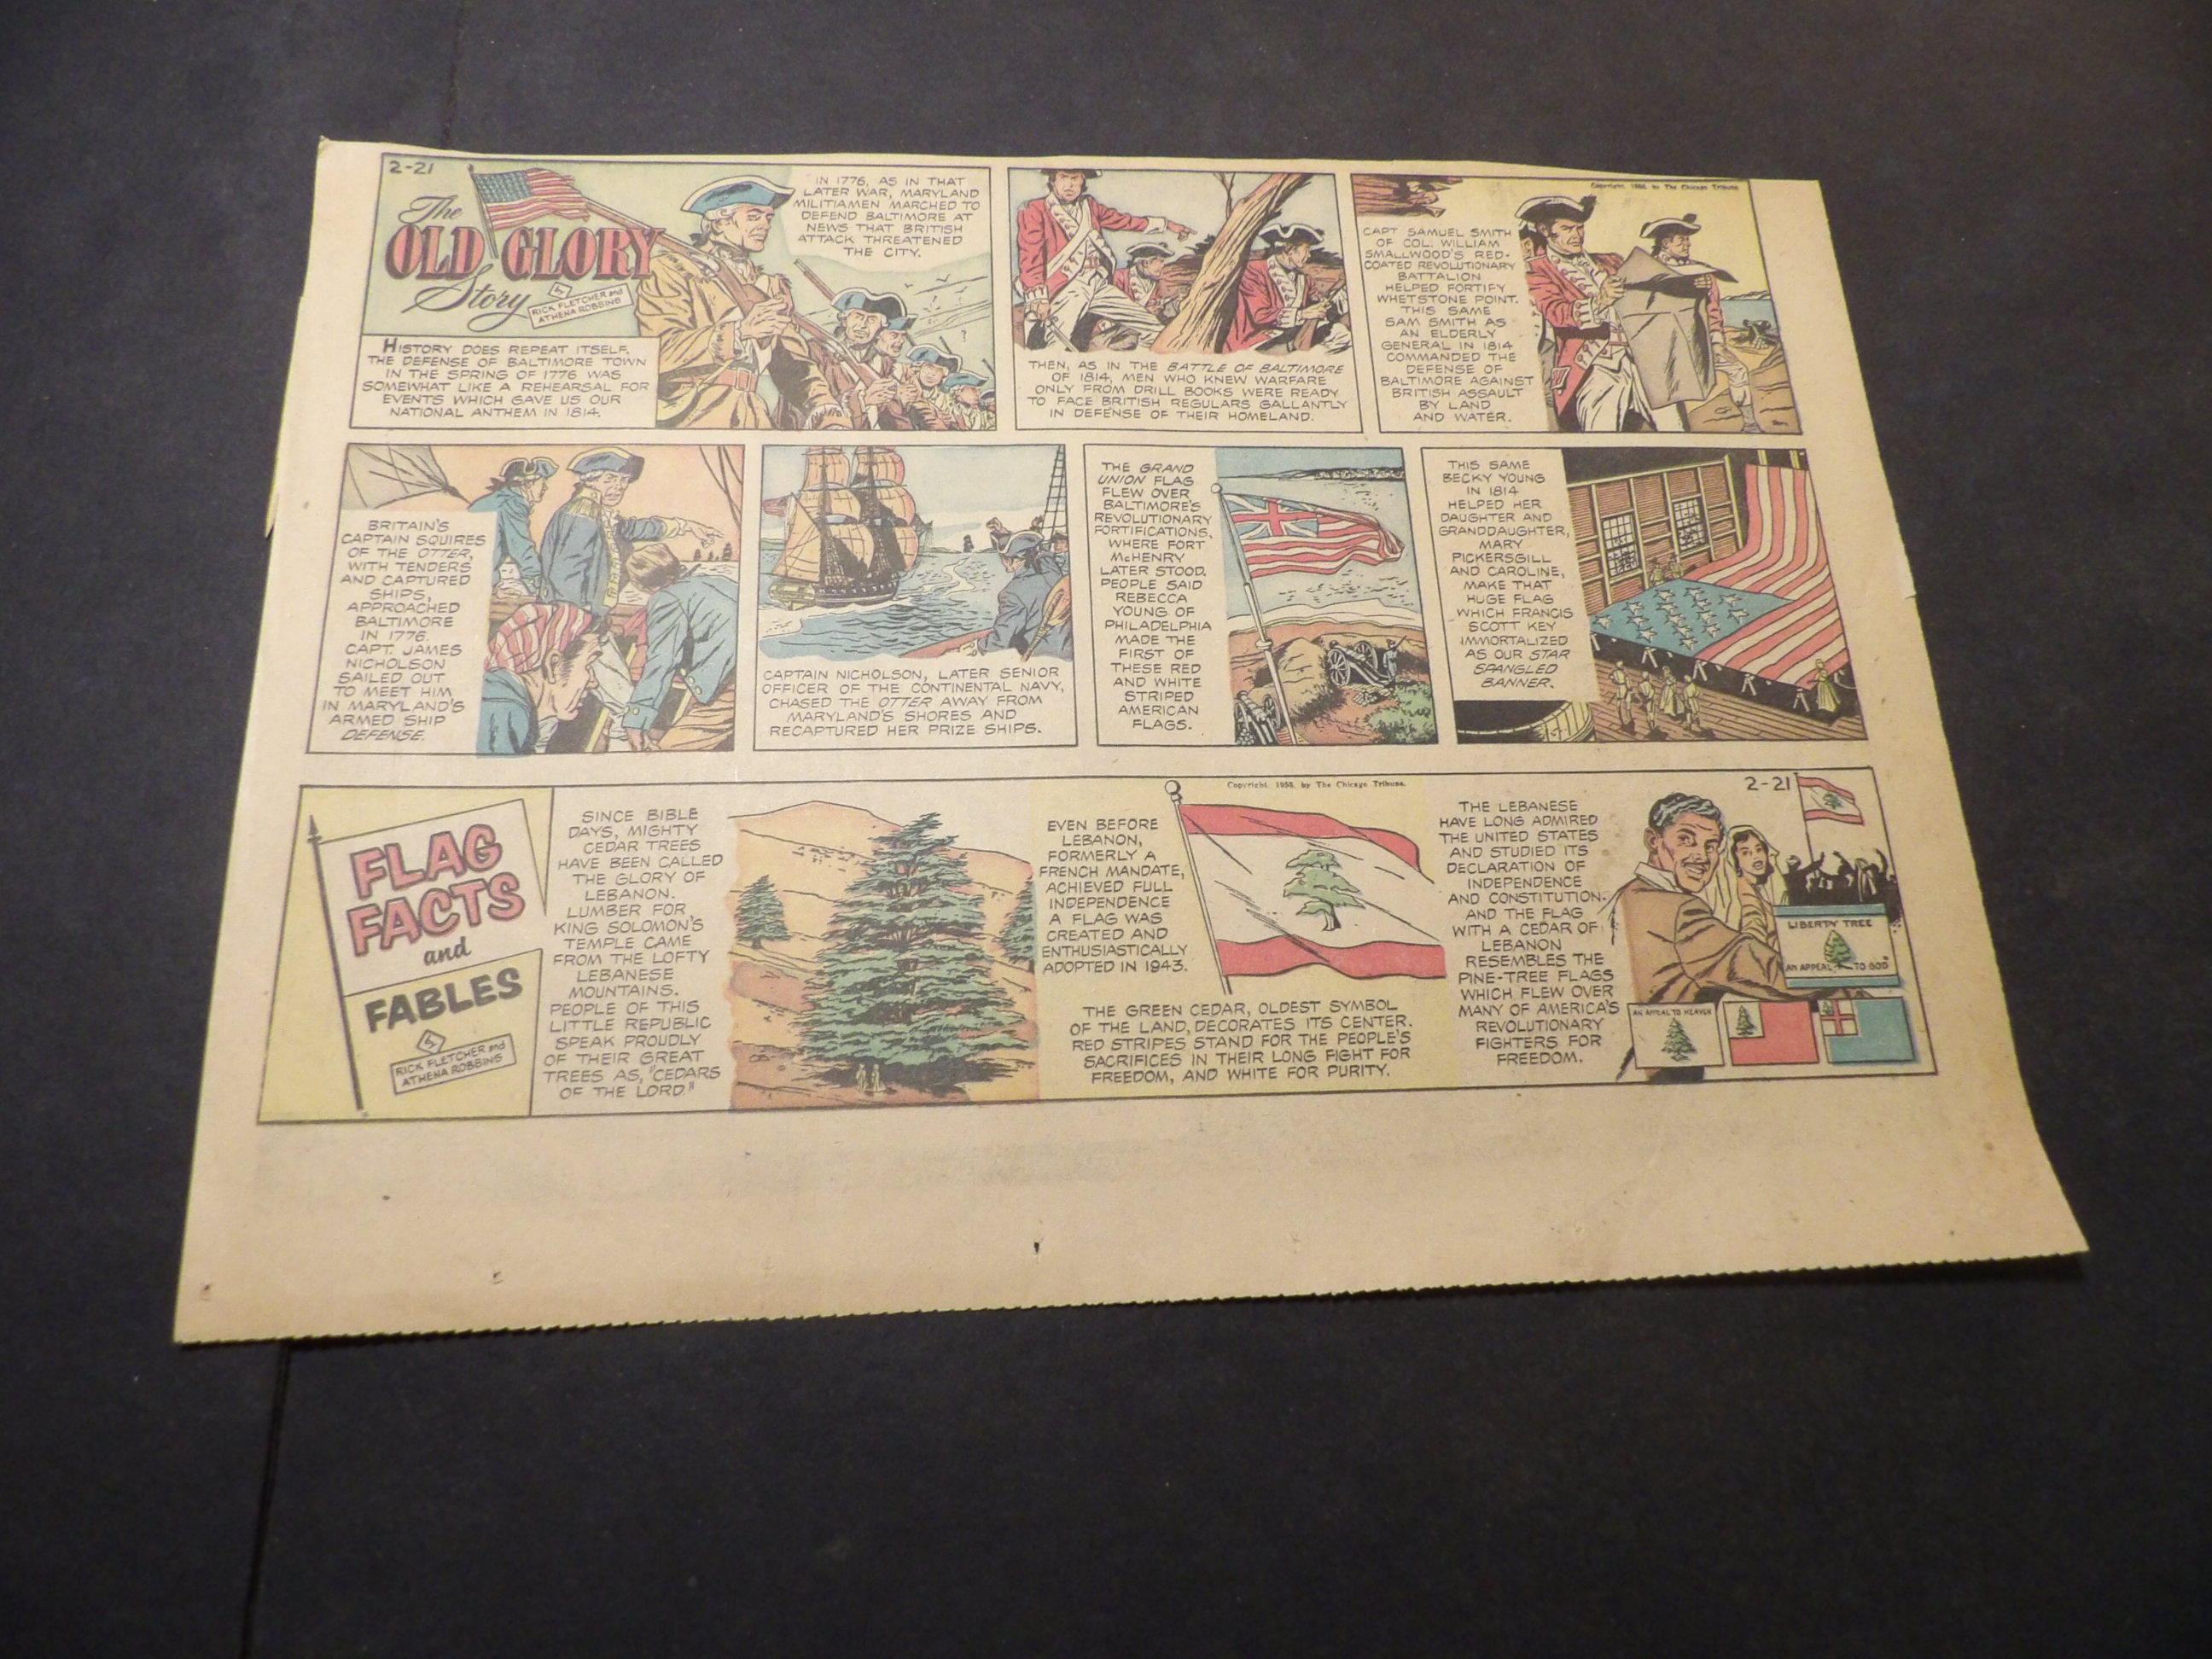 2-21
The
OLD GLORY
Story
by
RICK FLETCHER and
ATHENA ROBBINS
HISTORY DOES REPEAT ITSELF.
THE DEFENSE OF BALTIMORE TOWN
IN THE SPRING OF 1776 WAS
SOMEWHAT LIKE A REHEARSAL FOR
EVENTS WHICH GAVE US OUR
NATIONAL ANTHEM IN 1814.
IN 1776, AS IN THAT
LATER WAR, MARYLAND
MILITIAMEN MARCHED TO
DEFEND BALTIMORE AT
NEWS THAT BRITISH
ATTACK THREATENED
THE CITY.
THEN, AS IN THE BATTLE OF BALTIMORE
OF 1814, MEN WHO KNEW WARFARE
ONLY FROM DRILL BOOKS WERE READY
TO FACE BRITISH REGULARS GALLANTLY
IN DEFENSE OF THEIR HOMELAND.
by The Chicago Tribune.
CAPT SAMUEL SMITH
OF COL. WILLIAM
SMALLWOOD'S RED-
COATED REVOLUTIONARY
BATTALION
HELPED FORTIFY
WHETSTONE POINT.
THIS SAME
SAM SMITH AS
AN ELDERLY
GENERAL IN 1814
COMMANDED THE
DEFENSE OF
BALTIMORE AGAINST
BRITISH ASSAULT
BY LAND
AND WATER.
BRITAIN'S
CAPTAIN SQUIRES
OF THE OTTER,
WITH TENDERS
AND CAPTURED
SHIPS,
APPROACHED
BALTIMORE
IN 1776.
CAPT. JAMES
NICHOLSON
SAILED OUT
TO MEET HIM
IN MARYLAND'S
ARMED SHIP
DEFENSE.
CAPTAIN NICHOLSON, LATER SENIOR
OFFICER OF THE CONTINENTAL NAVY,
CHASED THE OTTER AWAY FROM
MARYLAND'S SHORES AND
RECAPTURED HER PRIZE SHIPS.
THE GRAND
UNION FLAG
FLEW OVER
BALTIMORE'S
REVOLUTIONARY
FORTIFICATIONS,
WHERE FORT
McHENRY
LATER STOOD.
PEOPLE SAID
REBECCA
YOUNG OF
PHILADELPHIA
MADE THE
FIRST OF
THESE RED
AND WHITE
STRIPED
AMERICAN
FLAGS.
THIS SAME
BECKY YOUNG
IN 1814
HELPED HER
DAUGHTER AND
GRANDDAUGHTER,
MARY
PICKERSGILL
AND CAROLINE,
MAKE THAT
HUGE FLAG
WHICH FRANCIS
SCOTT KEY
IMMORTALIZED
AS OUR STAR
SPANGLED
BANNER.
FLAG
FACTS
and
FABLES
by
RICK FLETCHER and
ATHENA ROBBINS
SINCE BIBLE
DAYS, MIGHTY
CEDAR TREES
HAVE BEEN CALLED
THE GLORY OF
LEBANON.
LUMBER FOR
KING SOLOMON'S
TEMPLE CAME
FROM THE LOFTY
LEBANESE
MOUNTAINS.
PEOPLE OF THIS
LITTLE REPUBLIC
SPEAK PROUDLY
OF THEIR GREAT
TREES AS, "CEDARS
OF THE LORD."
Copyright, 1958, by The Chicago Tribune.
EVEN BEFORE
LEBANON,
FORMERLY A
FRENCH MANDATE,
ACHIEVED FULL
INDEPENDENCE
A FLAG WAS
CREATED AND
ENTHUSIASTICALLY
ADOPTED IN 1943.
THE GREEN CEDAR, OLDEST SYMBOL
OF THE LAND, DECORATES ITS CENTER.
RED STRIPES STAND FOR THE PEOPLE'S
SACRIFICES IN THEIR LONG FIGHT FOR
FREEDOM, AND WHITE FOR PURITY.
2-21
THE LEBANESE
HAVE LONG ADMIRED
THE UNITED STATES
AND STUDIED ITS
DECLARATION OF
INDEPENDENCE
AND CONSTITUTION.
AND THE FLAG
WITH A CEDAR OF
LEBANON
RESEMBLES THE
PINE-TREE FLAGS
WHICH FLEW OVER
MANY OF AMERICA'S
REVOLUTIONARY
FIGHTERS FOR
FREEDOM.
LIBERTY TREE
AN APPEAL TO GOD
AN APPEAL TO HEAVEN